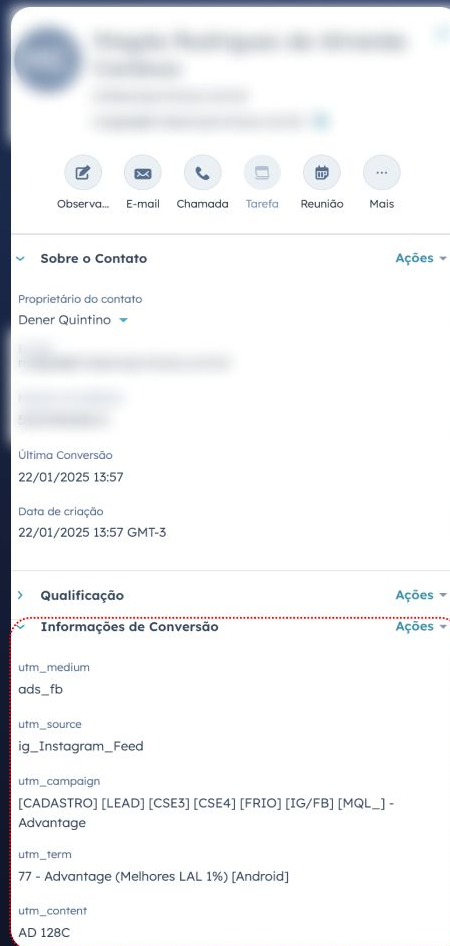 Observa...
E-mail
Chamada
Tarefa
Reunião
Mais
Sobre o Contato
Ações
Proprietário do contato
Dener Quintino
Última Conversão
22/01/2025 13:57
Data de criação
22/01/2025 13:57 GMT-3
Qualificação
Ações
Informações de Conversão
Ações
utm_medium
ads_fb
utm_source
ig_Instagram_Feed
utm_campaign
[CADASTRO] [LEAD] [CSE3] [CSE4] [FRIO] [IG/FB] [MQL_] -
Advantage
utm_term
77 - Advantage (Melhores LAL 1%) [Android]
utm_content
AD 128C